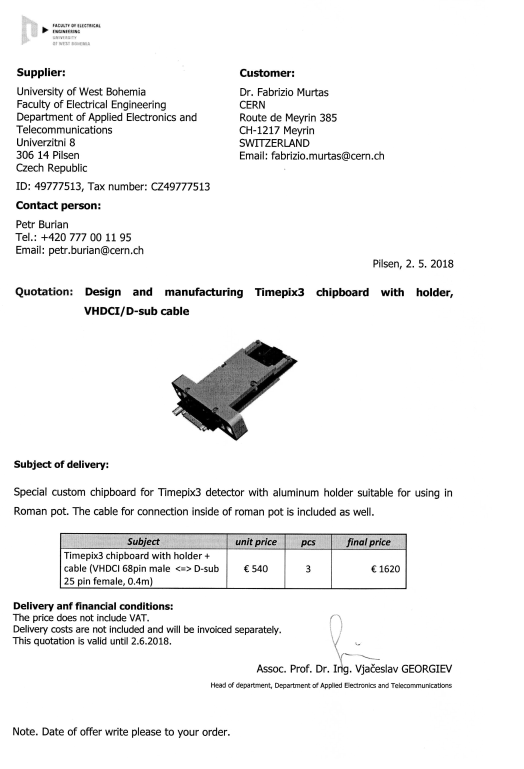 FACULTY OF ELECTRICAL
ENGINEERING
UNIVERSITY
OF WEST BOHEMIA
Supplier:
University of West Bohemia
Faculty of Electrical Engineering
Department of Applied Electronics and
Telecommunications
Univerzitni 8
306 14 Pilsen
Czech Republic
ID: 49777513, Tax number: CZ49777513
Contact person:
Petr Burian
Tel.: +420 777 00 11 95
Email: petr.burian@cern.ch
Customer:
Dr. Fabrizio Murtas
CERN
Route de Meyrin 385
CH-1217 Meyrin
SWITZERLAND
Email: fabrizio.murtas@cern.ch
Pilsen, 2. 5. 2018
Quotation: Design and manufacturing Timepix3 chipboard with holder,
VHDCI/D-sub cable
Subject of delivery:
Special custom chipboard for Timepix3 detector with aluminum holder suitable for using in
Roman pot. The cable for connection inside of roman pot is included as well.
Subject unit price pcs final price
Timepix3 chipboard with holder +
cable (VHDCI 68pin male <=> D-sub € 540 3 € 1620
25 pin female, 0.4m)
Delivery anf financial conditions:
The price does not include VAT.
Delivery costs are not included and will be invoiced separately.
This quotation is valid until 2.6.2018.
Assoc. Prof. Dr. Ing. Vjačeslav GEORGIEV
Head of department, Department of Applied Electronics and Telecommunications
Note. Date of offer write please to your order.